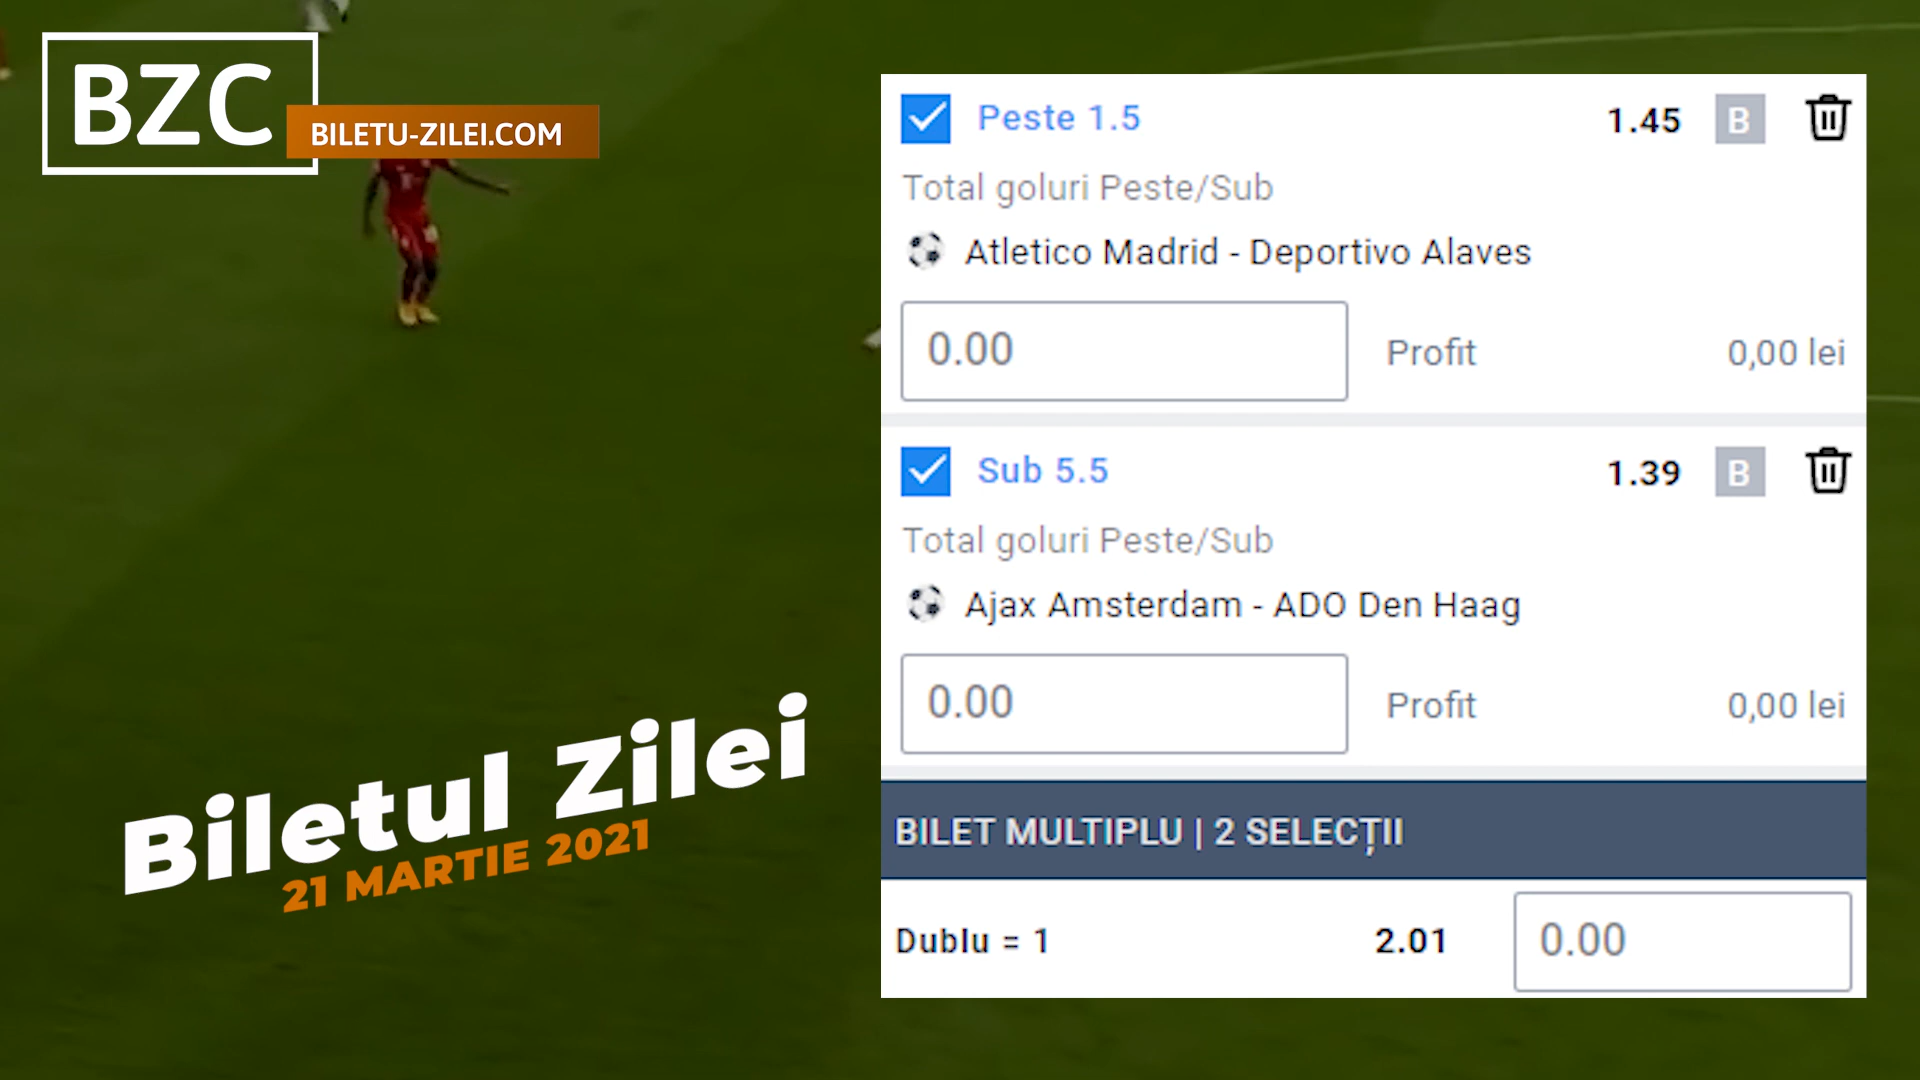 BZC
BILETU-ZILEI.COM
Peste 1.5 1.45 B
Total goluri Peste/Sub
Atletico Madrid - Deportivo Alaves
0.00 Profit 0,00 lei
Sub 5.5 1.39 B
Total goluri Peste/Sub
Ajax Amsterdam - ADO Den Haag
0.00 Profit 0,00 lei
BILET MULTIPLU | 2 SELECȚII
Dublu = 1 2.01 0.00
Biletul Zilei
21 MARTIE 2021